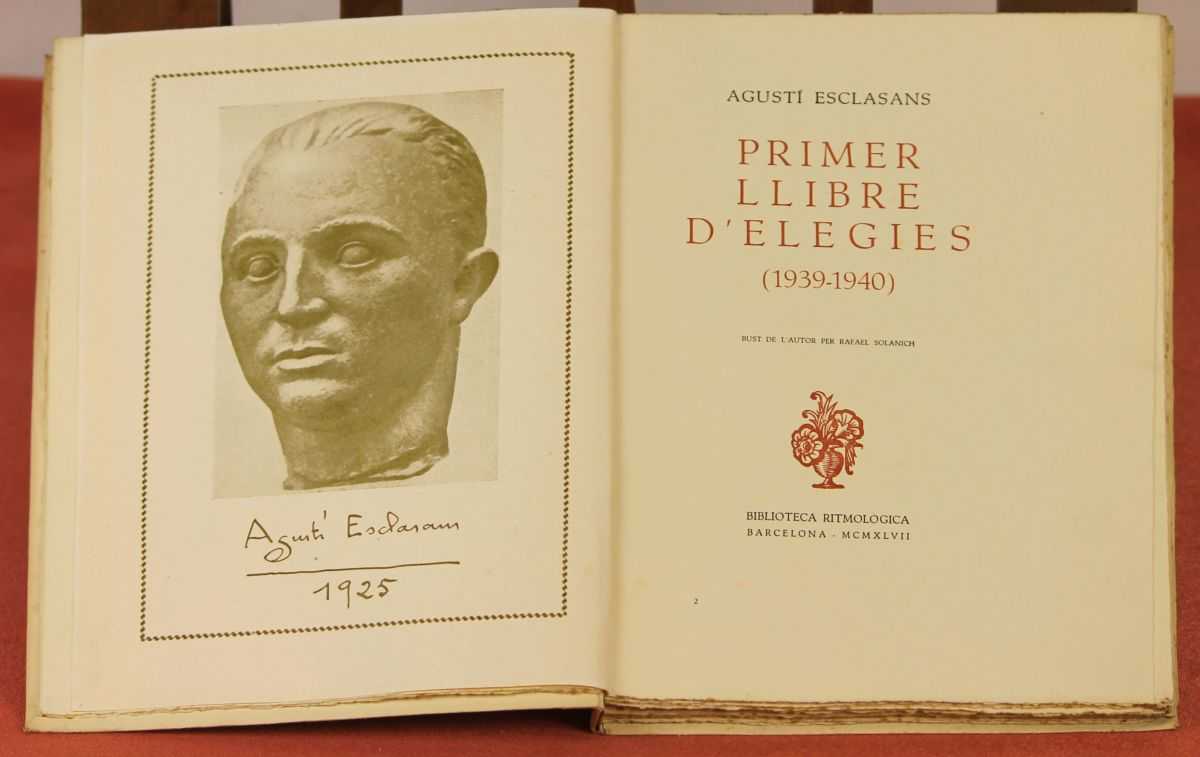 Agustí Esclasans
1925
AGUSTÍ ESCLASANS
PRIMER
LLIBRE
D'ELEGIES
(1939-1940)
BUST DE L'AUTOR PER RAFAEL SOLANICH
BIBLIOTECA RITMOLOGICA
BARCELONA - MCMXLVII
2